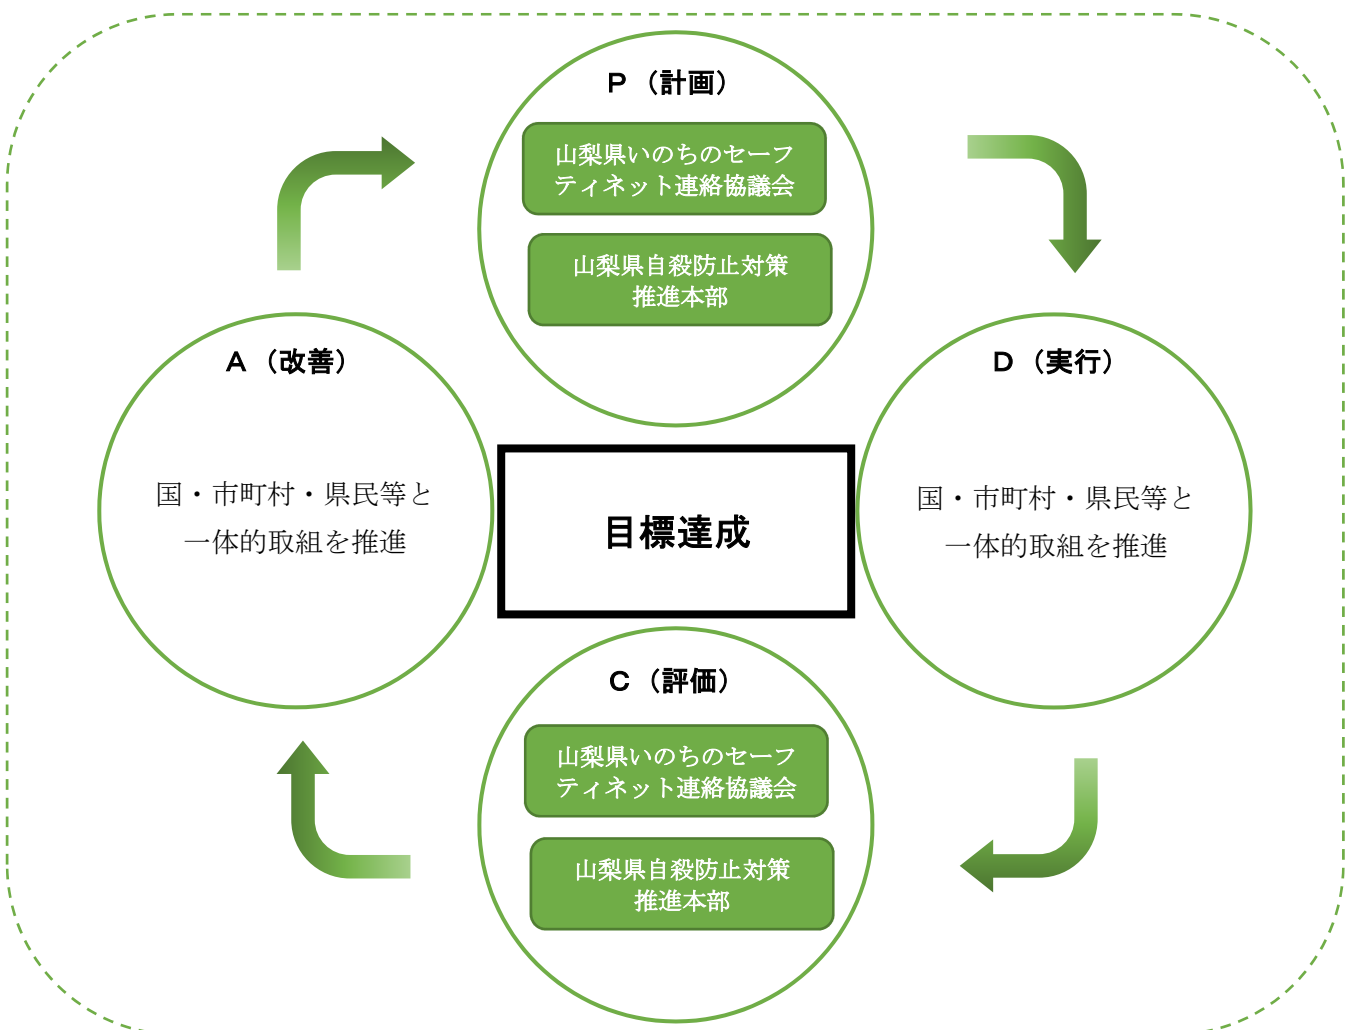 P（計画）
山梨県いのちのセーフ
ティネット連絡協議会
山梨県自殺防止対策
推進本部
A（改善）
国・市町村・県民等と
一体的取組を推進
目標達成
D（実行）
国・市町村・県民等と
一体的取組を推進
C（評価）
山梨県いのちのセーフ
ティネット連絡協議会
山梨県自殺防止対策
推進本部